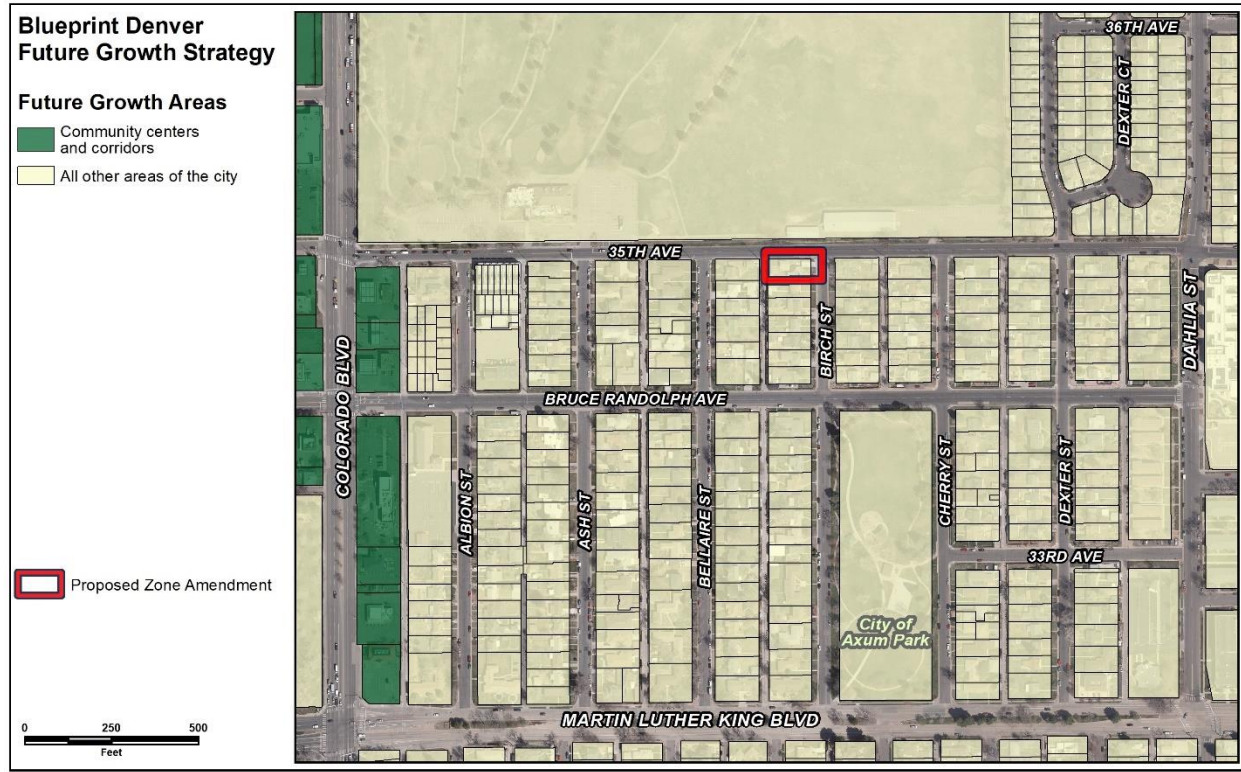 Blueprint Denver
Future Growth Strategy
Future Growth Areas
Community centers
and corridors
All other areas of the city
Proposed Zone Amendment
0 250 500
Feet
36TH AVE
DEXTER CT
35TH AVE
DAHLIA ST
BIRCH ST
BRUCE RANDOLPH AVE
COLORADO BLVD
ALBION ST
ASH ST
BELLAIRE ST
CHERRY ST
DEXTER ST
33RD AVE
City of
Axum Park
MARTIN LUTHER KING BLVD